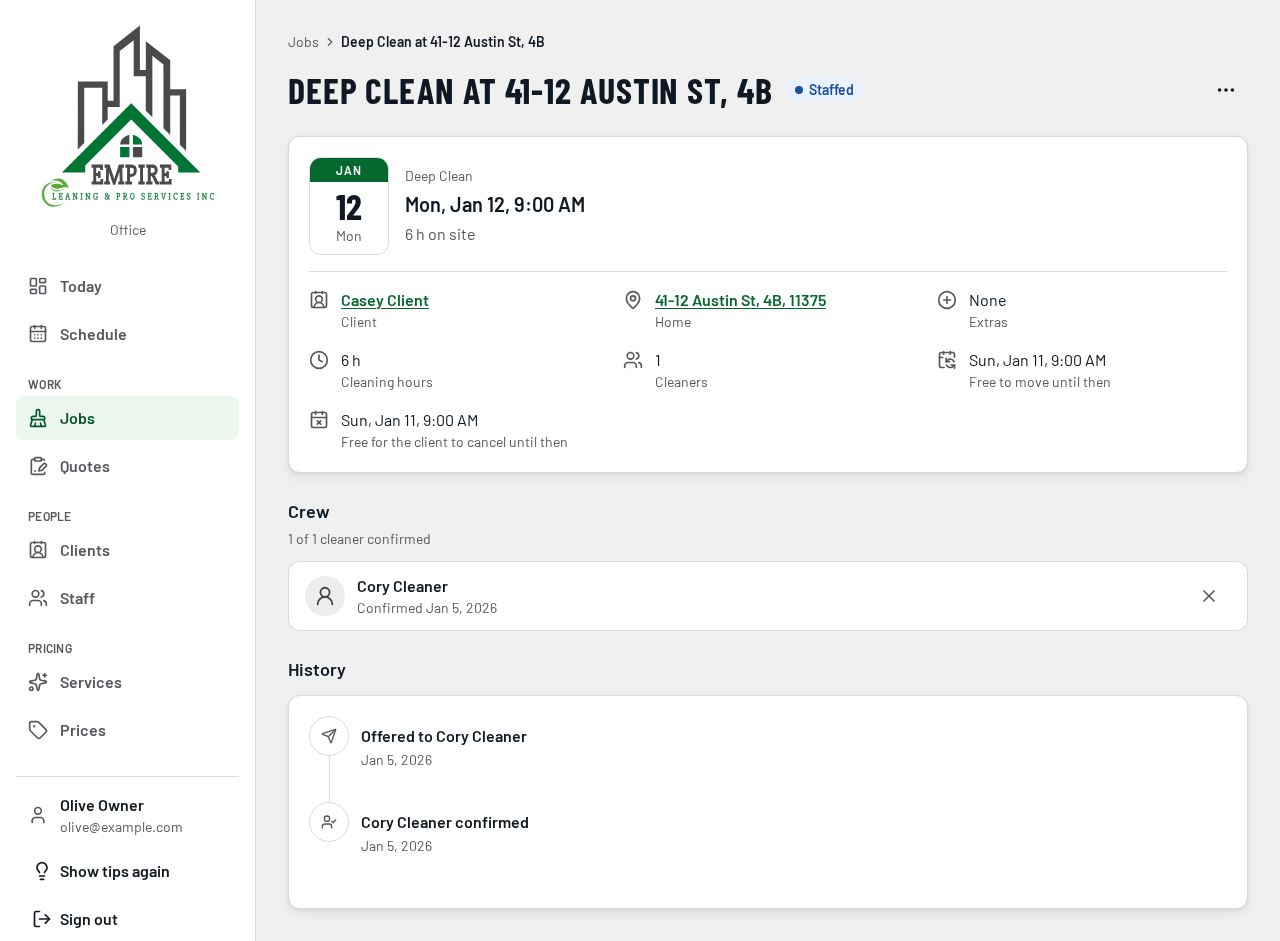 EMPIRE
LEANING & PRO SERVICES INC
Office
Today
Schedule
WORK
Jobs
Quotes
PEOPLE
Clients
Staff
PRICING
Services
Prices
Olive Owner
olive@example.com
Show tips again
Sign out
Jobs > Deep Clean at 41-12 Austin St, 4B
DEEP CLEAN AT 41-12 AUSTIN ST, 4B
Staffed
JAN
12
Mon
Deep Clean
Mon, Jan 12, 9:00 AM
6 h on site
Casey Client
Client
41-12 Austin St, 4B, 11375
Home
None
Extras
6 h
Cleaning hours
1
Cleaners
Sun, Jan 11, 9:00 AM
Free to move until then
Sun, Jan 11, 9:00 AM
Free for the client to cancel until then
Crew
1 of 1 cleaner confirmed
Cory Cleaner
Confirmed Jan 5, 2026
History
Offered to Cory Cleaner
Jan 5, 2026
Cory Cleaner confirmed
Jan 5, 2026